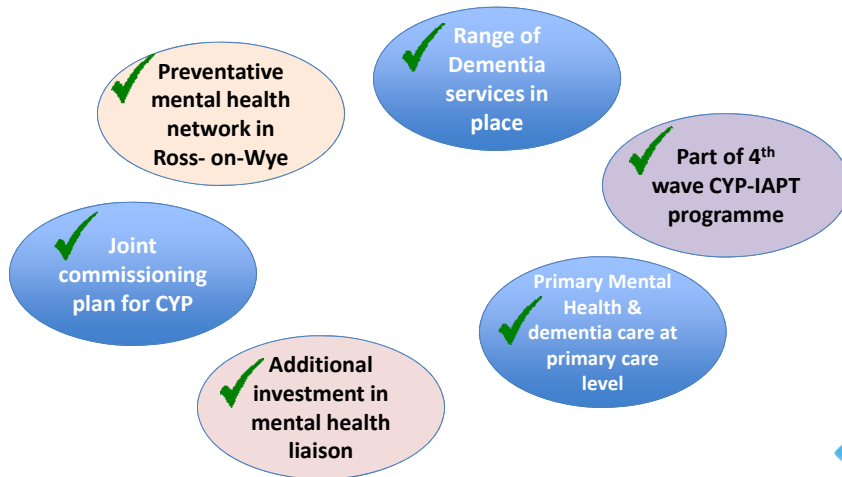 Range of
Dementia
services in
place
Preventative
mental health
network in
Ross- on-Wye
Part of 4th
wave CYP-IAPT
programme
Joint
commissioning
plan for CYP
Primary Mental
Health &
dementia care at
primary care
level
Additional
investment in
mental health
liaison